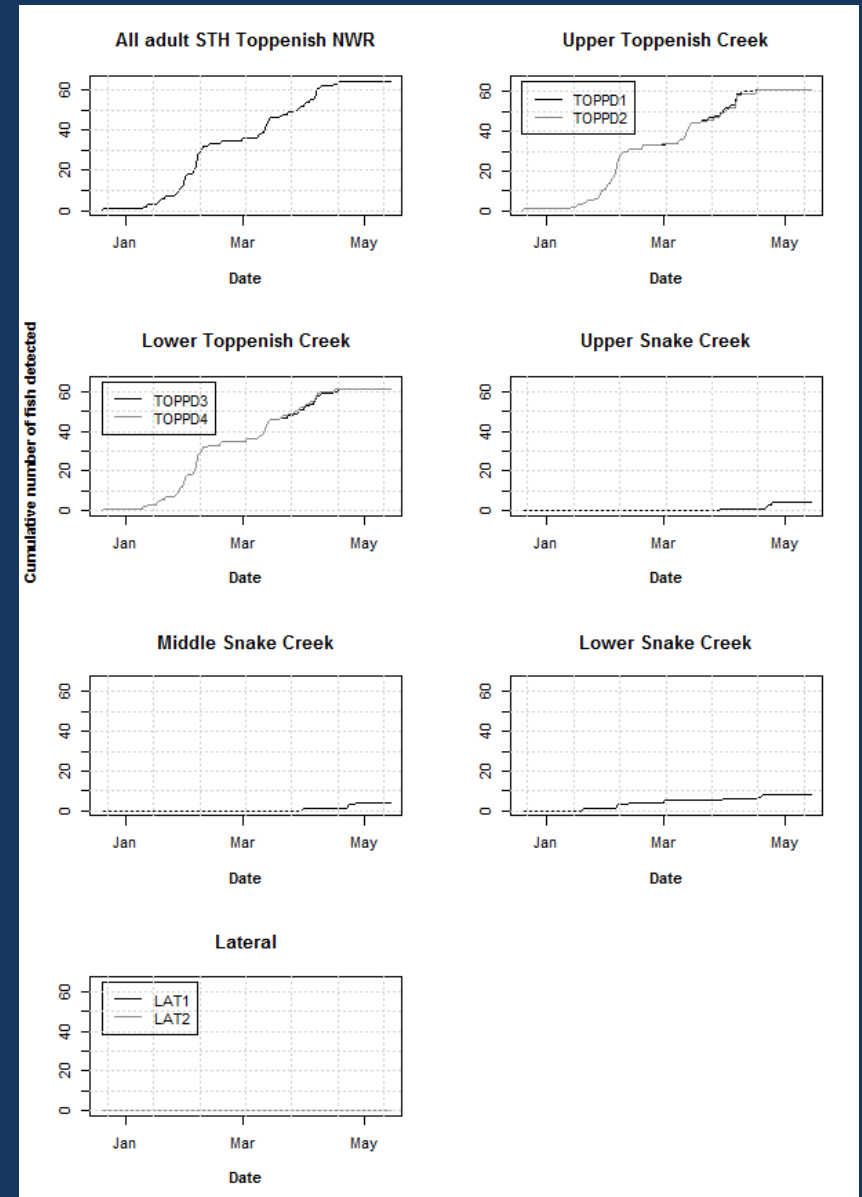 All adult STH Toppenish NWR
60
40
20
0
Jan Mar May
Date
Upper Toppenish Creek
TOPPD1
TOPPD2
60
40
20
0
Jan Mar May
Date
Cumulative number of fish detected
Lower Toppenish Creek
TOPPD3
TOPPD4
60
40
20
0
Jan Mar May
Date
Upper Snake Creek
60
40
20
0
Jan Mar May
Date
Middle Snake Creek
60
40
20
0
Jan Mar May
Date
Lower Snake Creek
60
40
20
0
Jan Mar May
Date
Lateral
LAT1
LAT2
60
40
20
0
Jan Mar May
Date